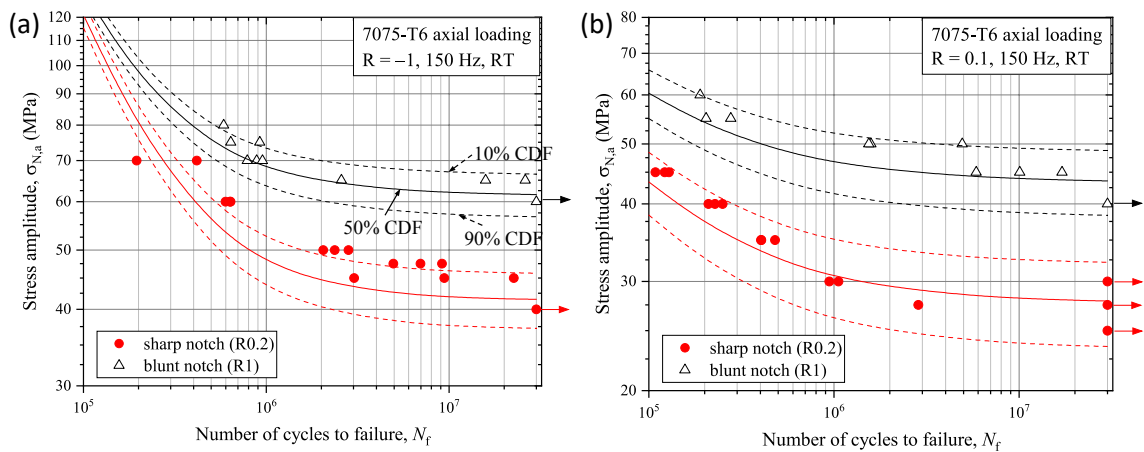 (a)
7075-T6 axial loading
R = −1, 150 Hz, RT
120
110
100
90
80
70
60
50
40
30
Stress amplitude, σN,a (MPa)
10% CDF
50% CDF
90% CDF
sharp notch (R0.2)
blunt notch (R1)
10^5
10^6
10^7
Number of cycles to failure, Nf
(b)
7075-T6 axial loading
R = 0.1, 150 Hz, RT
80
70
60
50
40
30
20
Stress amplitude, σN,a (MPa)
sharp notch (R0.2)
blunt notch (R1)
10^5
10^6
10^7
Number of cycles to failure, Nf